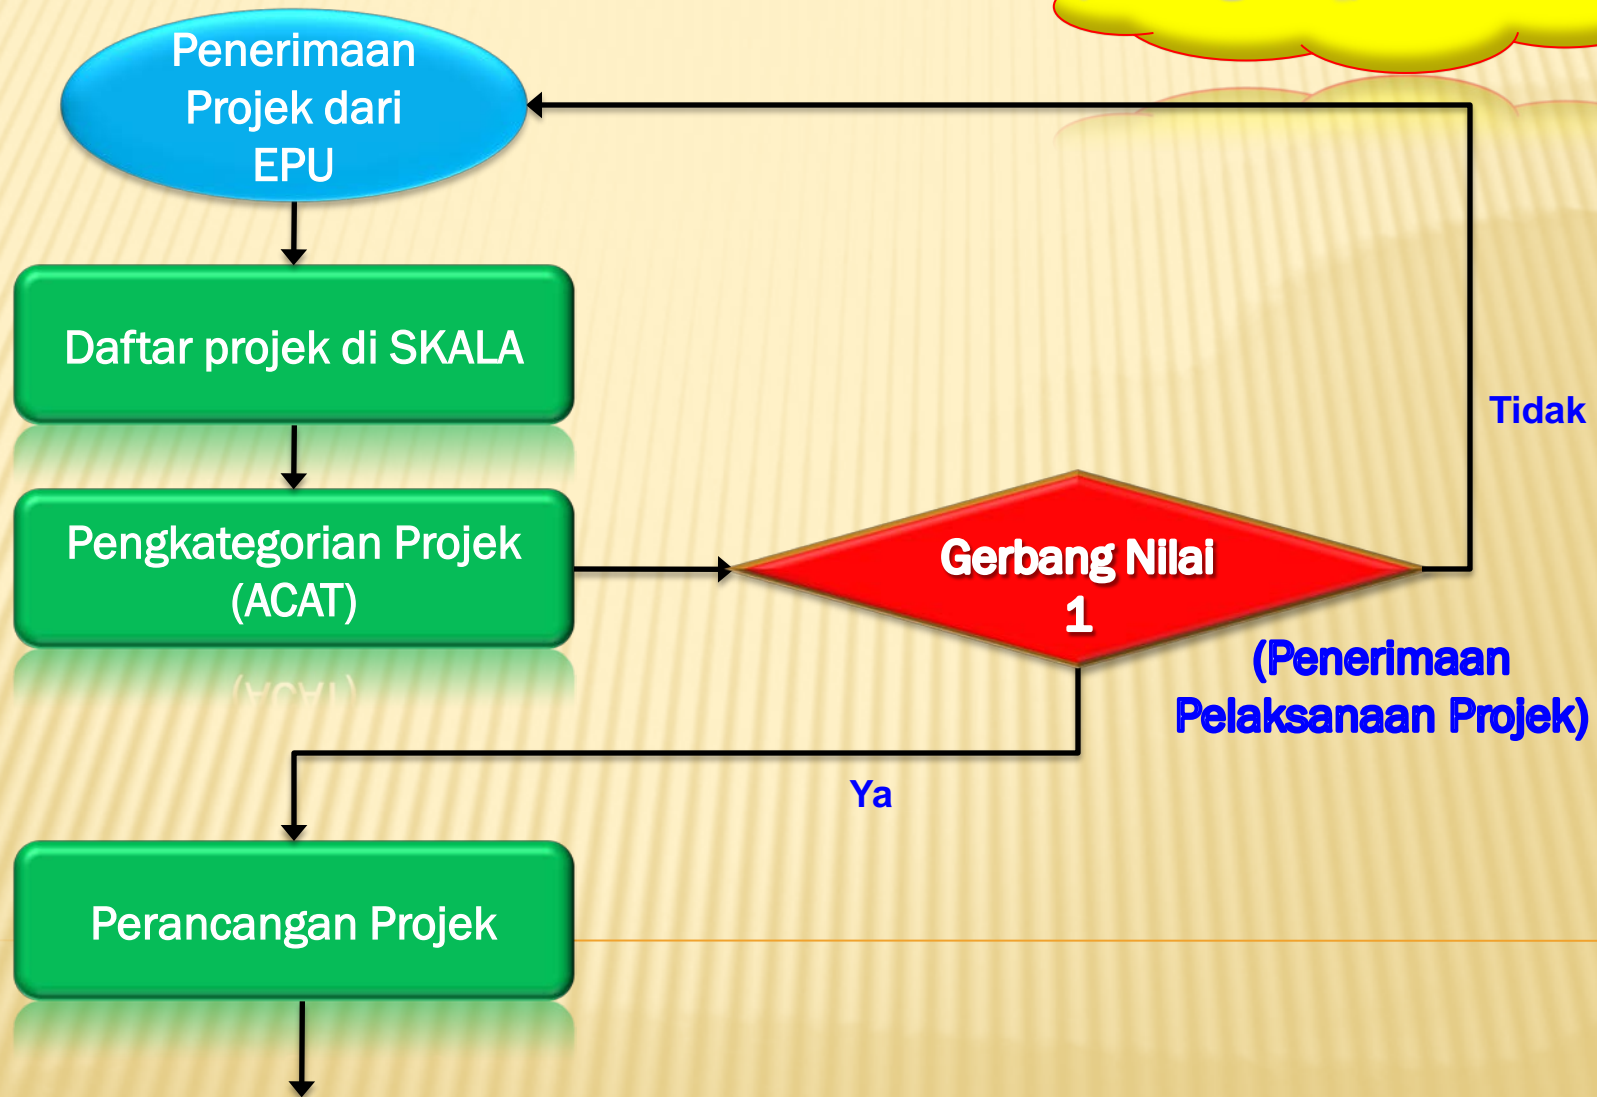 Penerimaan
Projek dari
EPU
Daftar projek di SKALA
Tidak
Pengkategorian Projek
(ACAT)
Gerbang Nilai
1
(Penerimaan
Pelaksanaan Projek)
Ya
Perancangan Projek